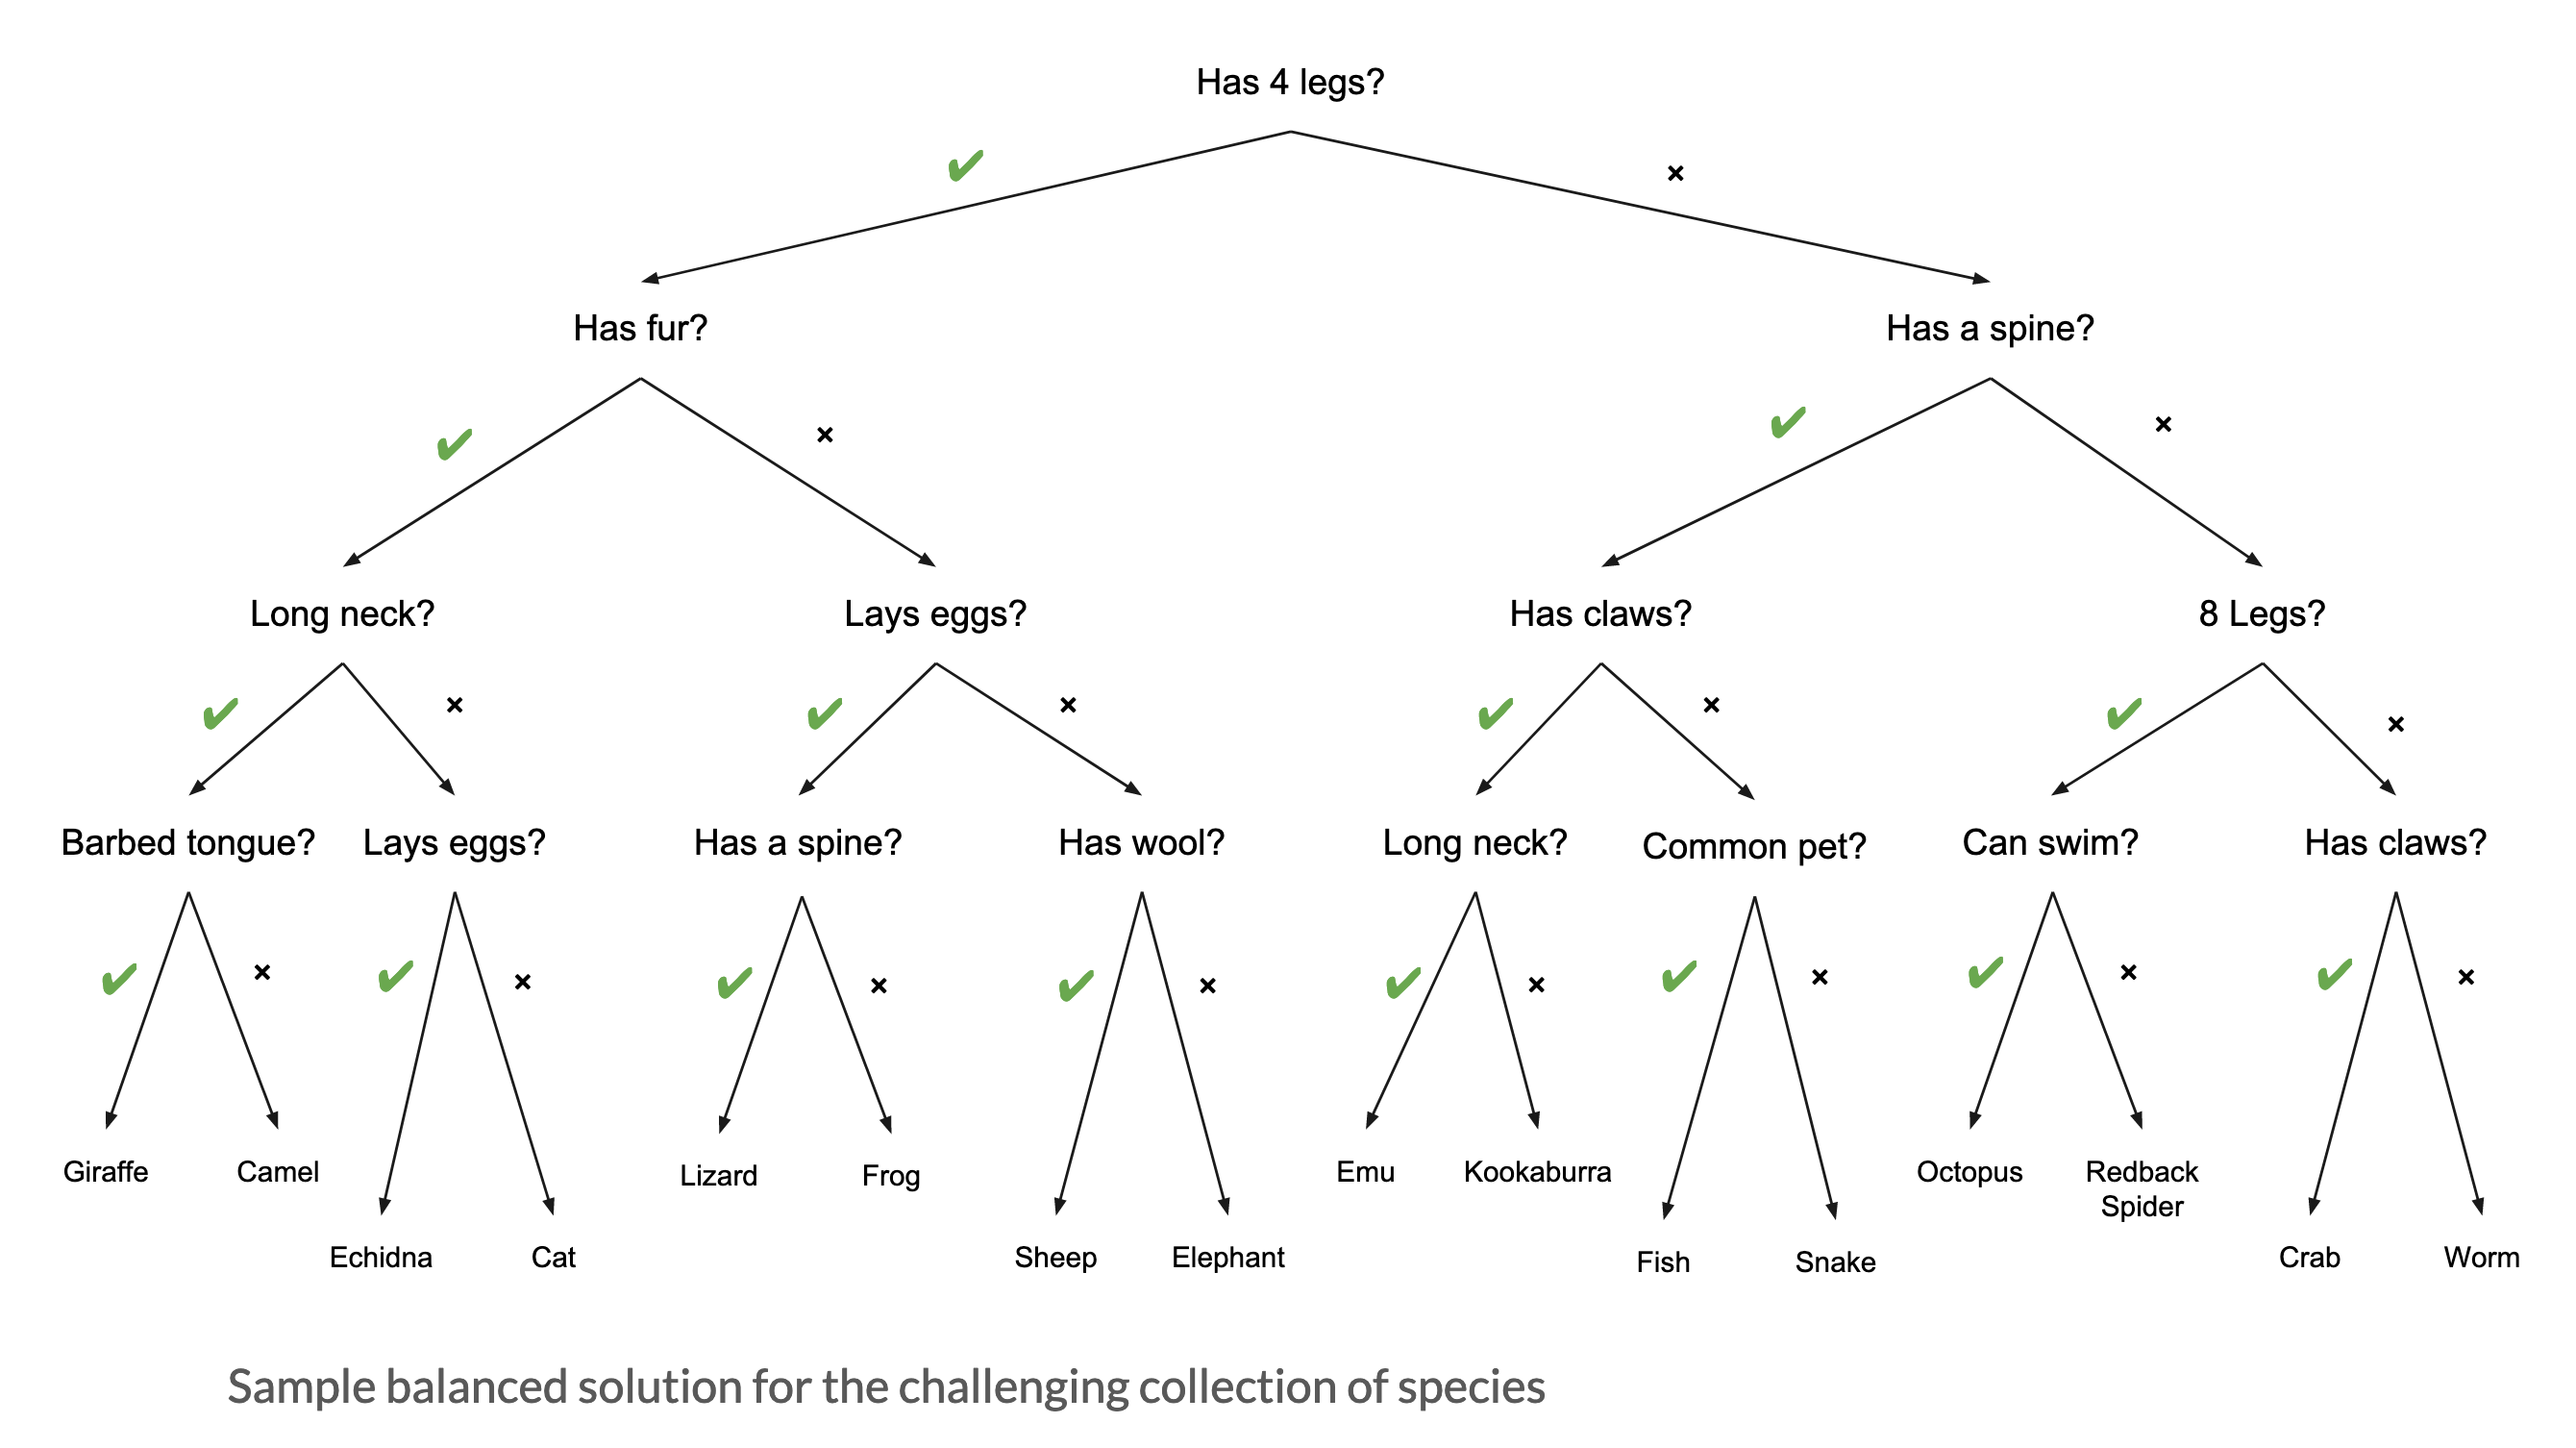 Has 4 legs?
✔
×
Has fur?
Has a spine?
✔
×
✔
×
Long neck?
Lays eggs?
Has claws?
8 Legs?
✔
×
✔
×
✔
×
✔
×
Barbed tongue?
Lays eggs?
Has a spine?
Has wool?
Long neck?
Common pet?
Can swim?
Has claws?
✔
×
✔
×
✔
×
✔
×
✔
×
✔
×
✔
×
✔
×
Giraffe
Camel
Lizard
Frog
Emu
Kookaburra
Octopus
Redback
Spider
Echidna
Cat
Sheep
Elephant
Fish
Snake
Crab
Worm
Sample balanced solution for the challenging collection of species